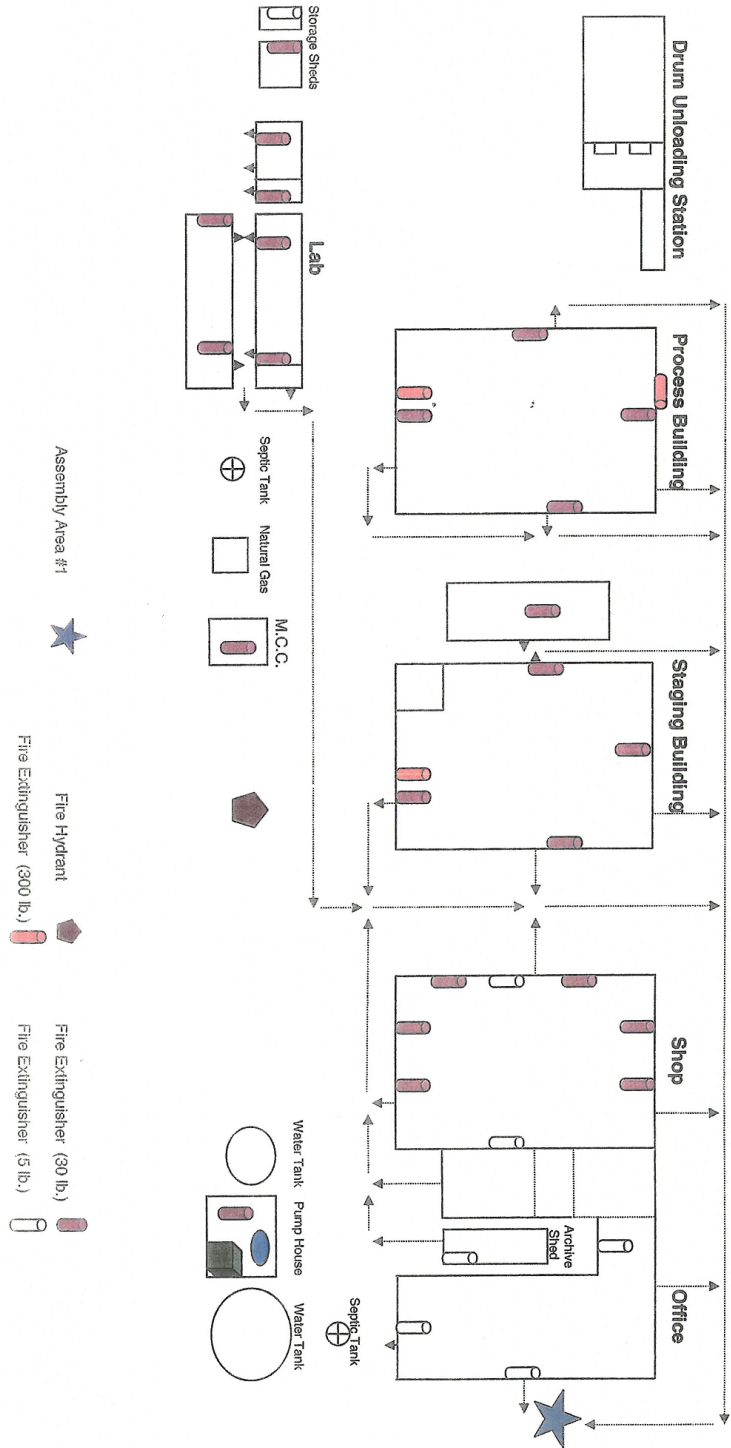 Drum Unloading Station
Process Building
Staging Building
Shop
Office
Archive
Shed
Storage Sheds
Lab
Septic Tank
Natural Gas
M.C.C.
Water Tank
Pump House
Water Tank
Septic Tank
Assembly Area #1
Fire Hydrant
Fire Extinguisher (300 lb.)
Fire Extinguisher (30 lb.)
Fire Extinguisher (5 lb.)